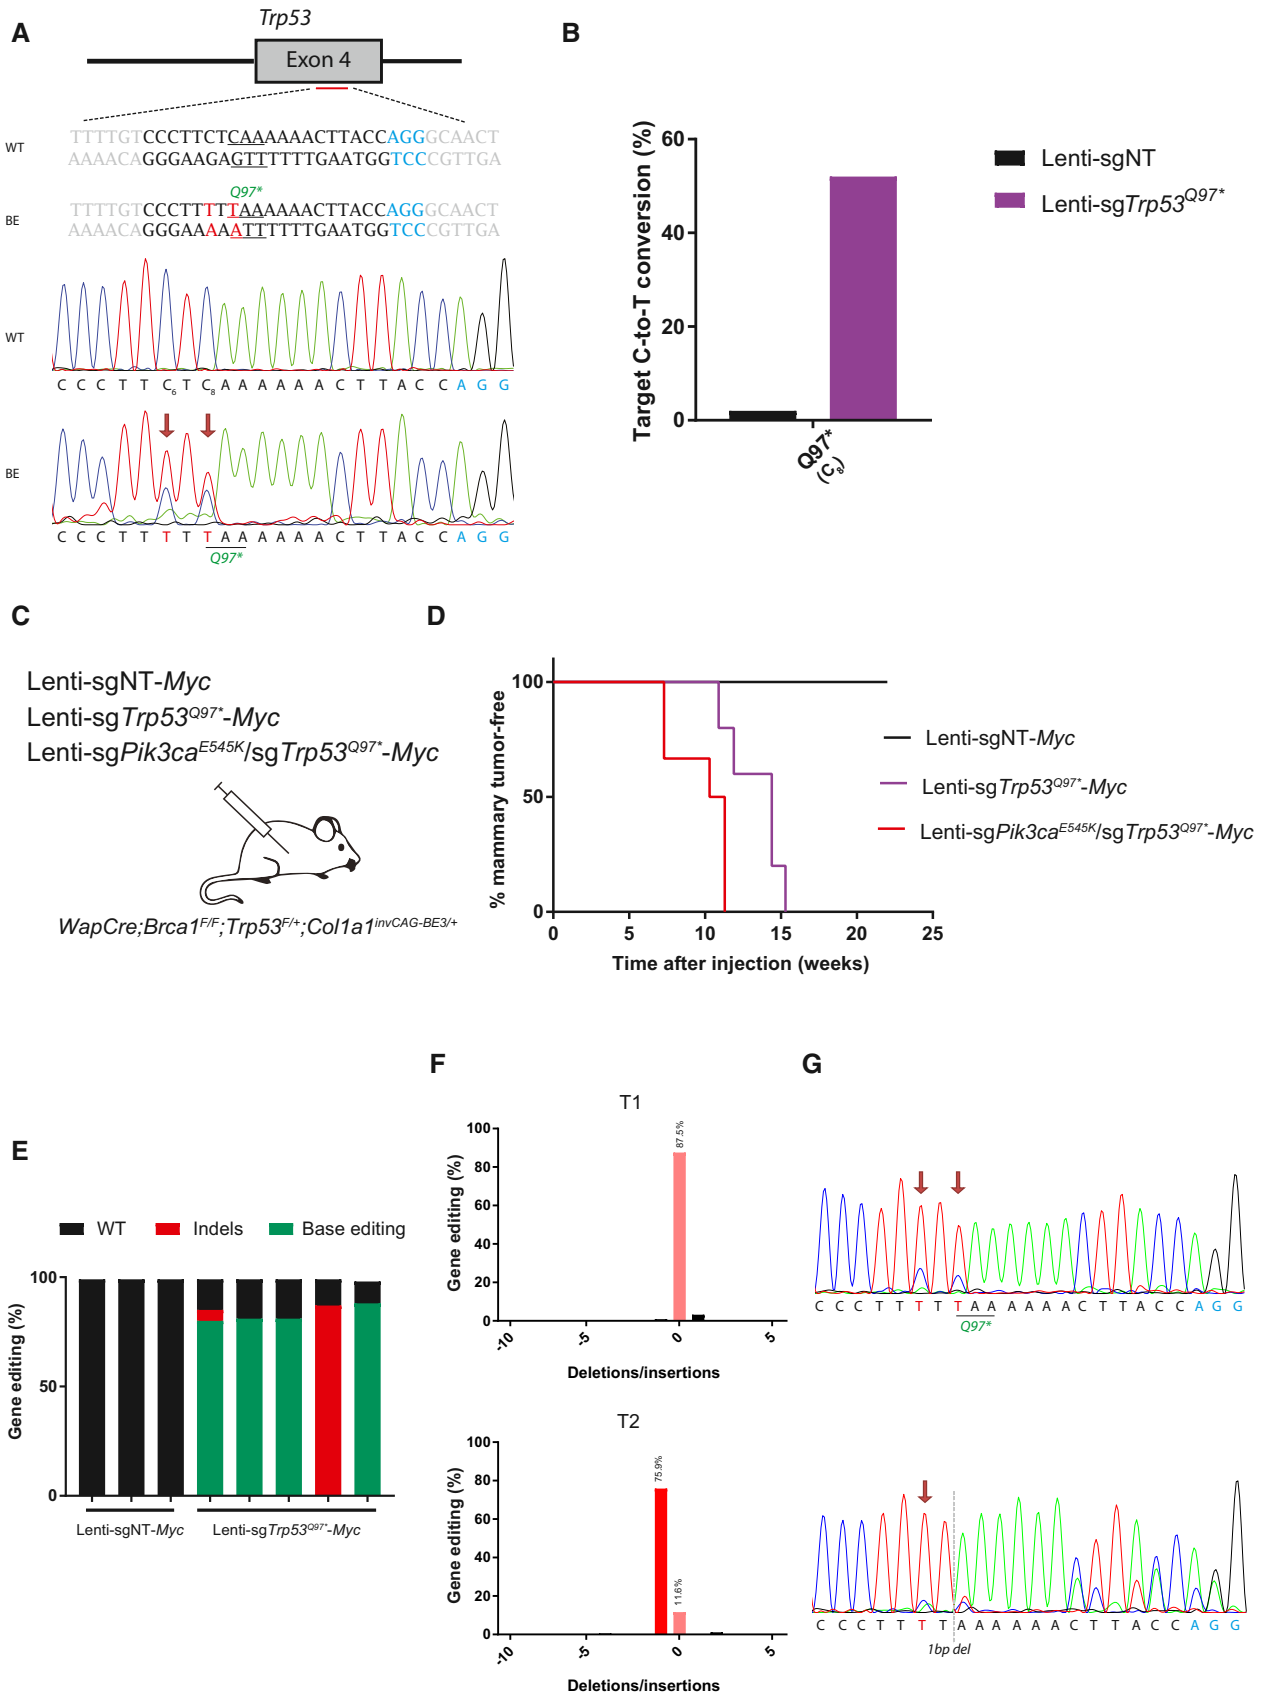 A
Trp53
Exon 4
WT
TTTTGTCCCTTCTCAAAAAACTTACCAGGGCAACT
AAAACAGGGAAGAGTTTTTTGAATGGTCCCGTTGA
Q97*
BE
TTTTGTCCCTTTTTAAAAAACTTACCAGGGCAACT
AAAACAGGGAAAAATTTTTTGAATGGTCCCGTTGA
WT
C C C T T C6 T C8 A A A A A A C T T A C C A G G
BE
C C C T T T T T A A A A A A C T T A C C A G G
Q97*
B
Target C-to-T conversion (%)
60
40
20
0
Q97*
(C8)
Lenti-sgNT
Lenti-sgTrp53Q97*
C
Lenti-sgNT-Myc
Lenti-sgTrp53Q97*-Myc
Lenti-sgPik3caE545K/sgTrp53Q97*-Myc
WapCre;Brca1F/F;Trp53F/+;Col1a1invCAG-BE3/+
D
% mammary tumor-free
100
50
0
0 5 10 15 20 25
Time after injection (weeks)
Lenti-sgNT-Myc
Lenti-sgTrp53Q97*-Myc
Lenti-sgPik3caE545K/sgTrp53Q97*-Myc
E
WT Indels Base editing
Gene editing (%)
100
50
0
Lenti-sgNT-Myc Lenti-sgTrp53Q97*-Myc
F
T1
Gene editing (%)
100
80
60
40
20
0
87.5%
-10 -5 0 5
Deletions/insertions
T2
Gene editing (%)
100
80
60
40
20
0
75.9%
11.6%
-10 -5 0 5
Deletions/insertions
G
C C C T T T T T A A A A A A C T T A C C A G G
Q97*
C C C T T T T A A A A A A C T T A C C A G G
1bp del